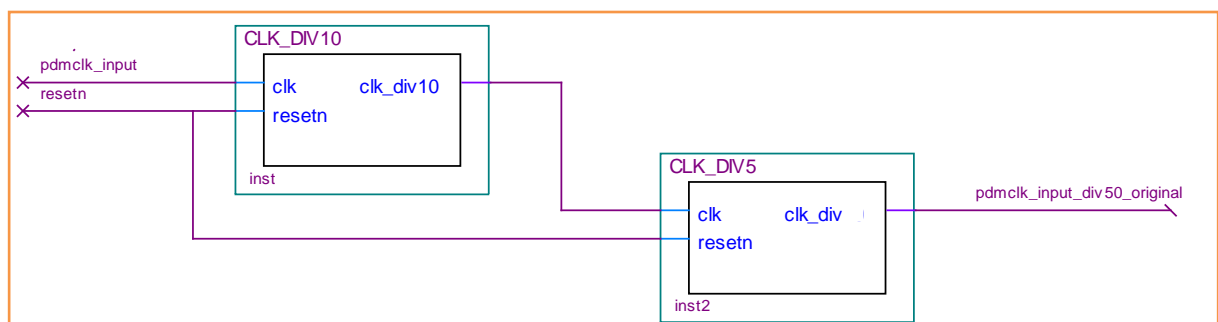 CLK_DIV10
pdmclk_input
clk clk_div10
resetn
resetn
inst
CLK_DIV5
clk clk_div
resetn
pdmclk_input_div50_original
inst2